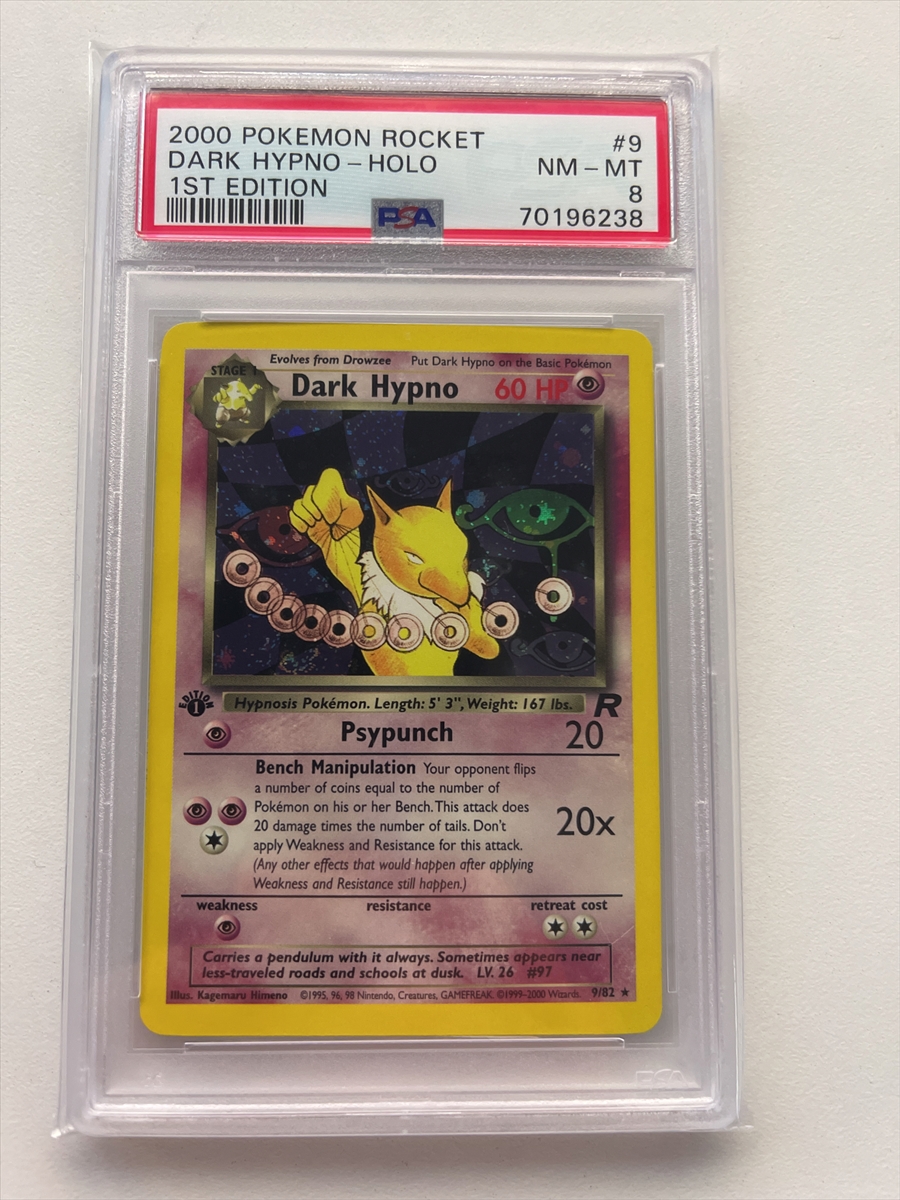 2000 POKEMON ROCKET #9
DARK HYPNO - HOLO NM - MT
1ST EDITION 8
PSA 70196238
STAGE 1 Evolves from Drowzee Put Dark Hypno on the Basic Pokémon
Dark Hypno 60 HP
EDITION 1
Hypnosis Pokémon. Length: 5' 3", Weight: 167 lbs. R
Psypunch 20
Bench Manipulation Your opponent flips
a number of coins equal to the number of
Pokémon on his or her Bench. This attack does
20 damage times the number of tails. Don't
apply Weakness and Resistance for this attack.
(Any other effects that would happen after applying
Weakness and Resistance still happen.)
20x
weakness resistance retreat cost
Carries a pendulum with it always. Sometimes appears near
less-traveled roads and schools at dusk. LV. 26 #97
Illus. Kagemaru Himeno ©1995, 96, 98 Nintendo, Creatures, GAMEFREAK. ©1999-2000 Wizards. 9/82 ★
PSA